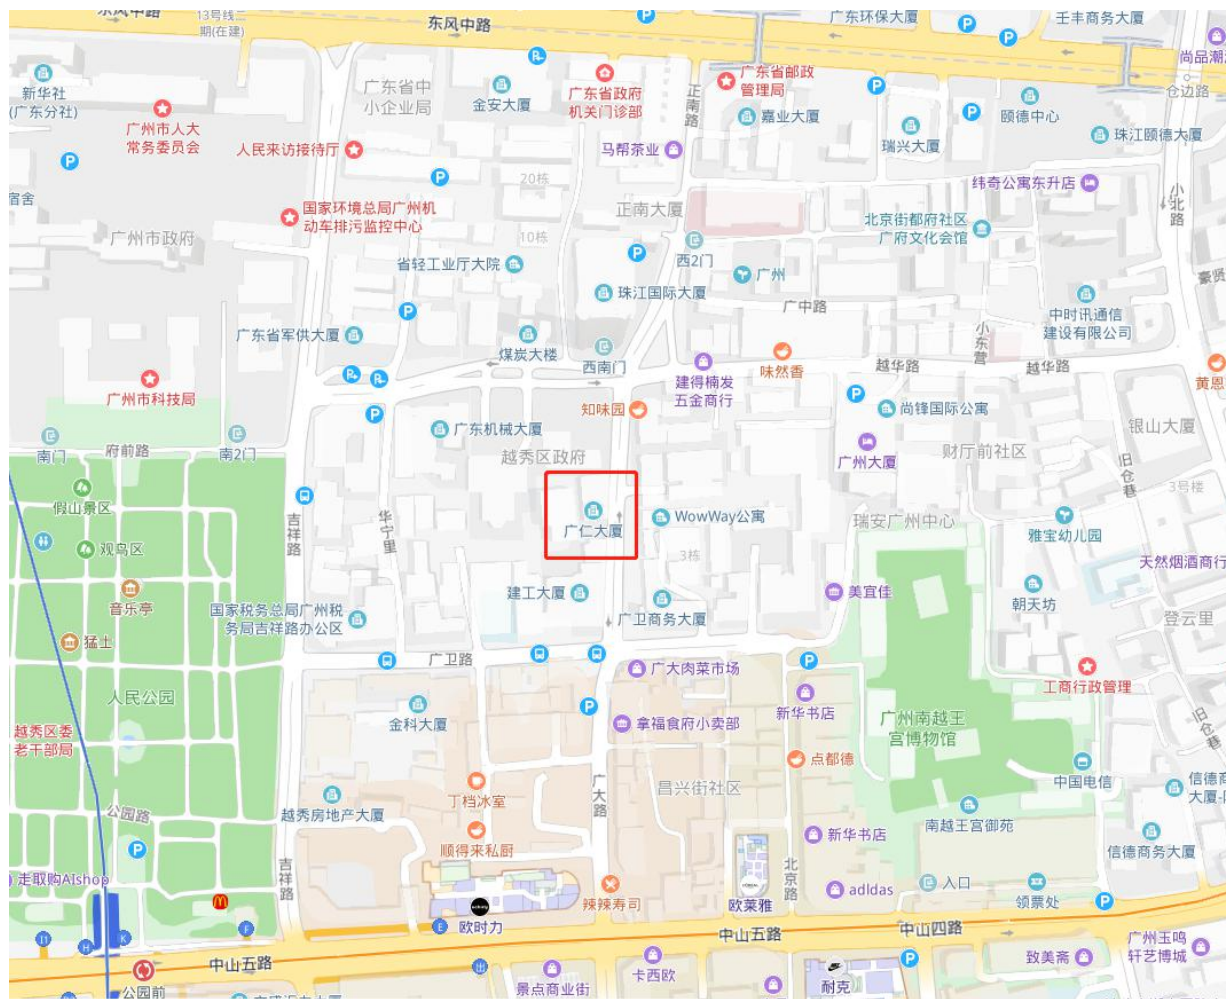 东风中路
13号线二
期(在建)
东风中路
广东环保大厦
壬丰商务大厦
尚品潮
新华社
(广东分社)
广东省中
小企业局
金安大厦
广东省政府
机关门诊部
正南路
广东省邮政
管理局
仓边路
广州市人大
常务委员会
人民来访接待厅
马帮茶业
嘉业大厦
瑞兴大厦
颐德中心
珠江颐德大厦
宿舍
20栋
纬奇公寓东升店
小北路
国家环境总局广州机
动车排污监控中心
正南大厦
北京街都府社区
广府文化会馆
广州市政府
10栋
西2门
省轻工业厅大院
广州
珠江国际大厦
广中路
中时讯通信
建设有限公司
豪贤
广东省军供大厦
煤炭大楼
西南门
小东营
味然香
越华路
越华路
广州市科技局
建得楠发
五金商行
黄恩
知味园
尚锋国际公寓
广东机械大厦
银山大厦
南门
府前路
南2门
越秀区政府
广州大厦
财厅前社区
旧仓巷
3号楼
假山景区
吉祥路
华宁里
广仁大厦
WowWay公寓
瑞安广州中心
雅宝幼儿园
观鸟区
3栋
天然烟酒商行
音乐亭
国家税务总局广州税
务局吉祥路办公区
建工大厦
广卫商务大厦
美宜佳
朝天坊
登云里
猛士
广卫路
广大肉菜市场
工商行政管理
人民公园
越秀区委
老干部局
金科大厦
拿福食府小卖部
新华书店
广州南越王
宫博物馆
旧仓巷
点都德
中国电信
丁档冰室
广大路
昌兴街社区
信德商
大厦-
公园路
越秀房地产大厦
南越王宫御苑
顺得来私厨
新华书店
信德商务大厦
吉祥路
北京路
走取购AIshop
adldas
入口
领票处
辣辣寿司
欧莱雅
欧时力
中山五路
中山四路
中山五路
公园前
景点商业街
卡西欧
耐克
致美斋
广州玉鸣
轩艺博城